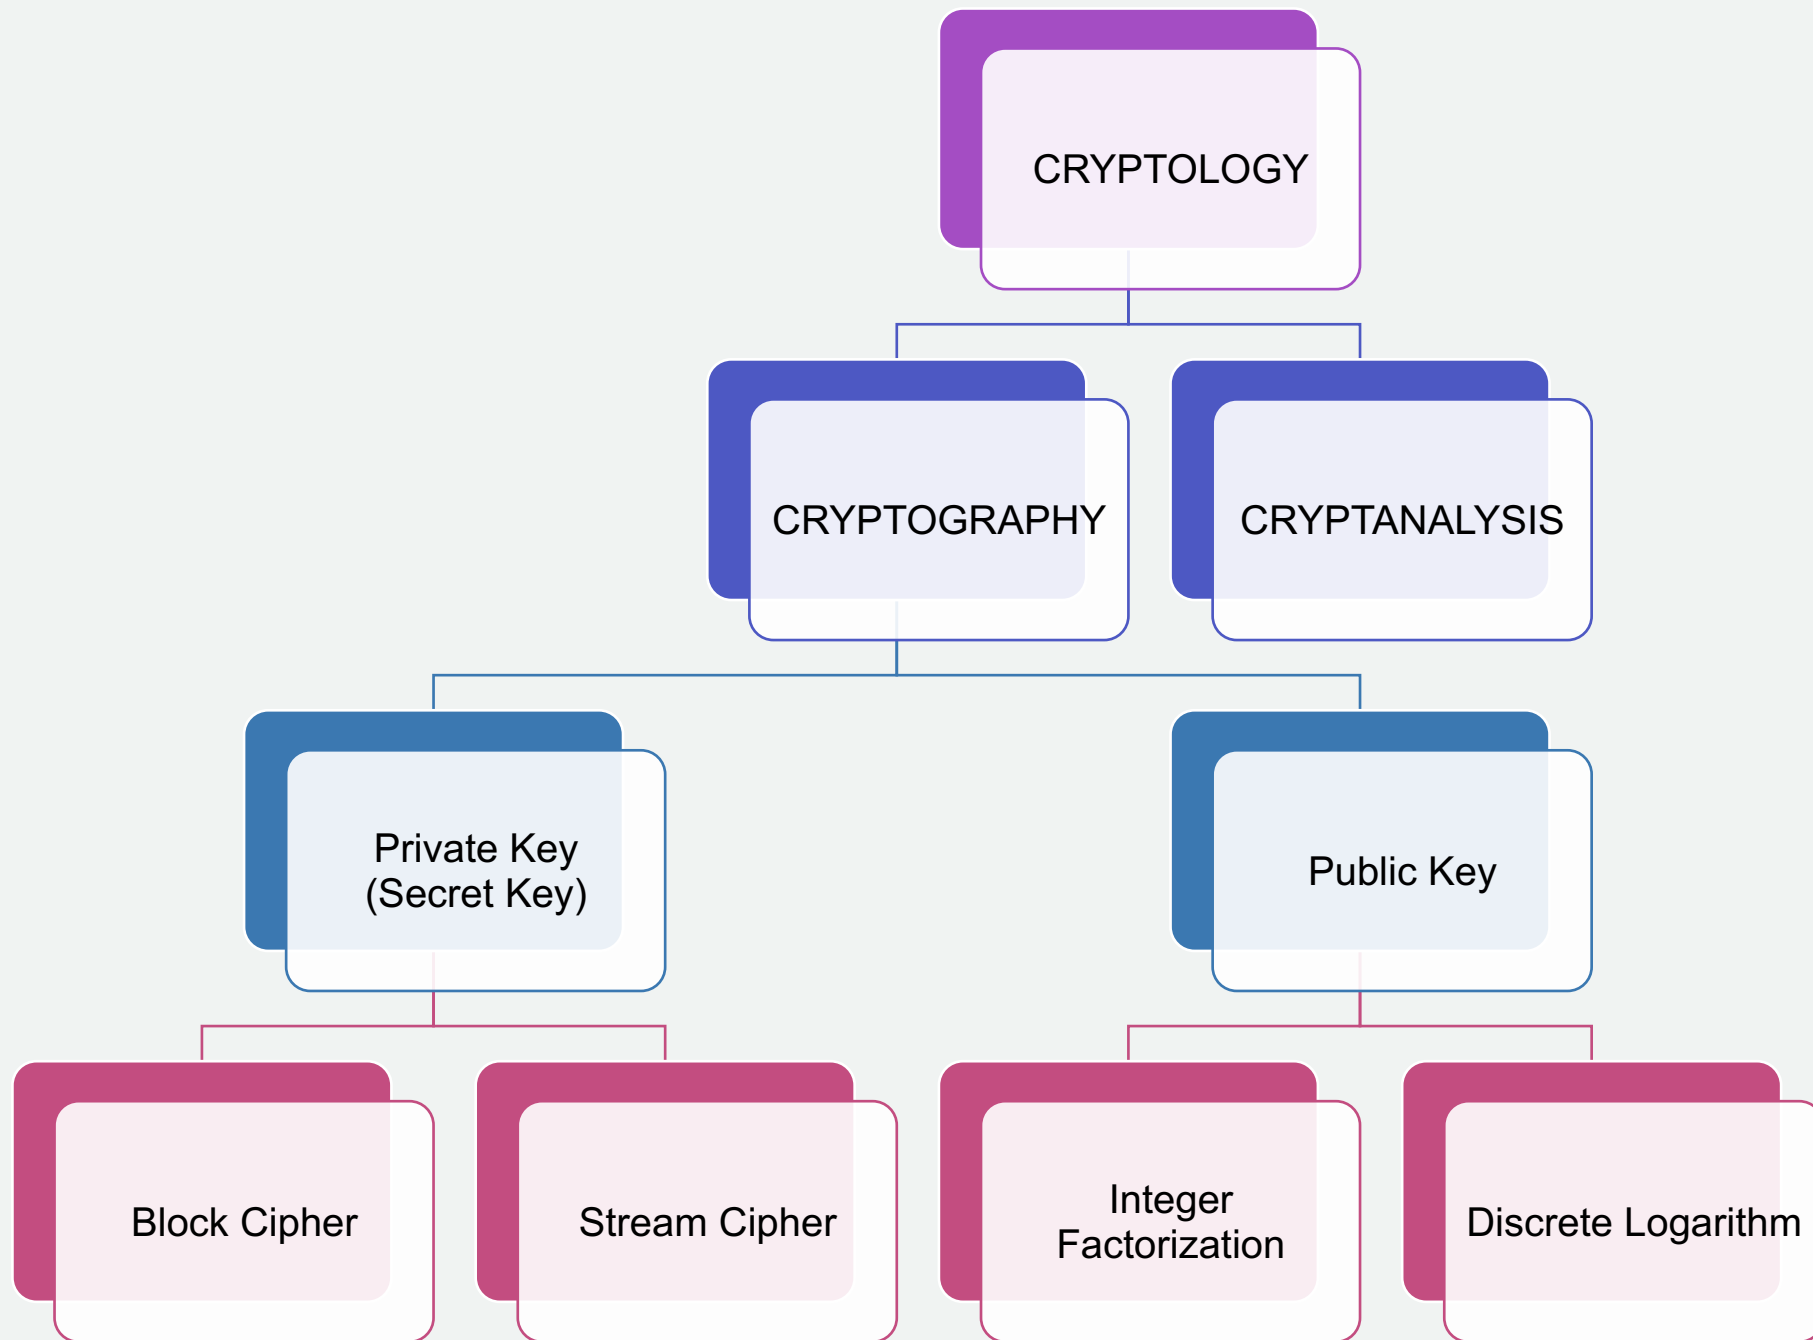 CRYPTOLOGY
CRYPTOGRAPHY
CRYPTANALYSIS
Private Key
(Secret Key)
Public Key
Block Cipher
Stream Cipher
Integer
Factorization
Discrete Logarithm